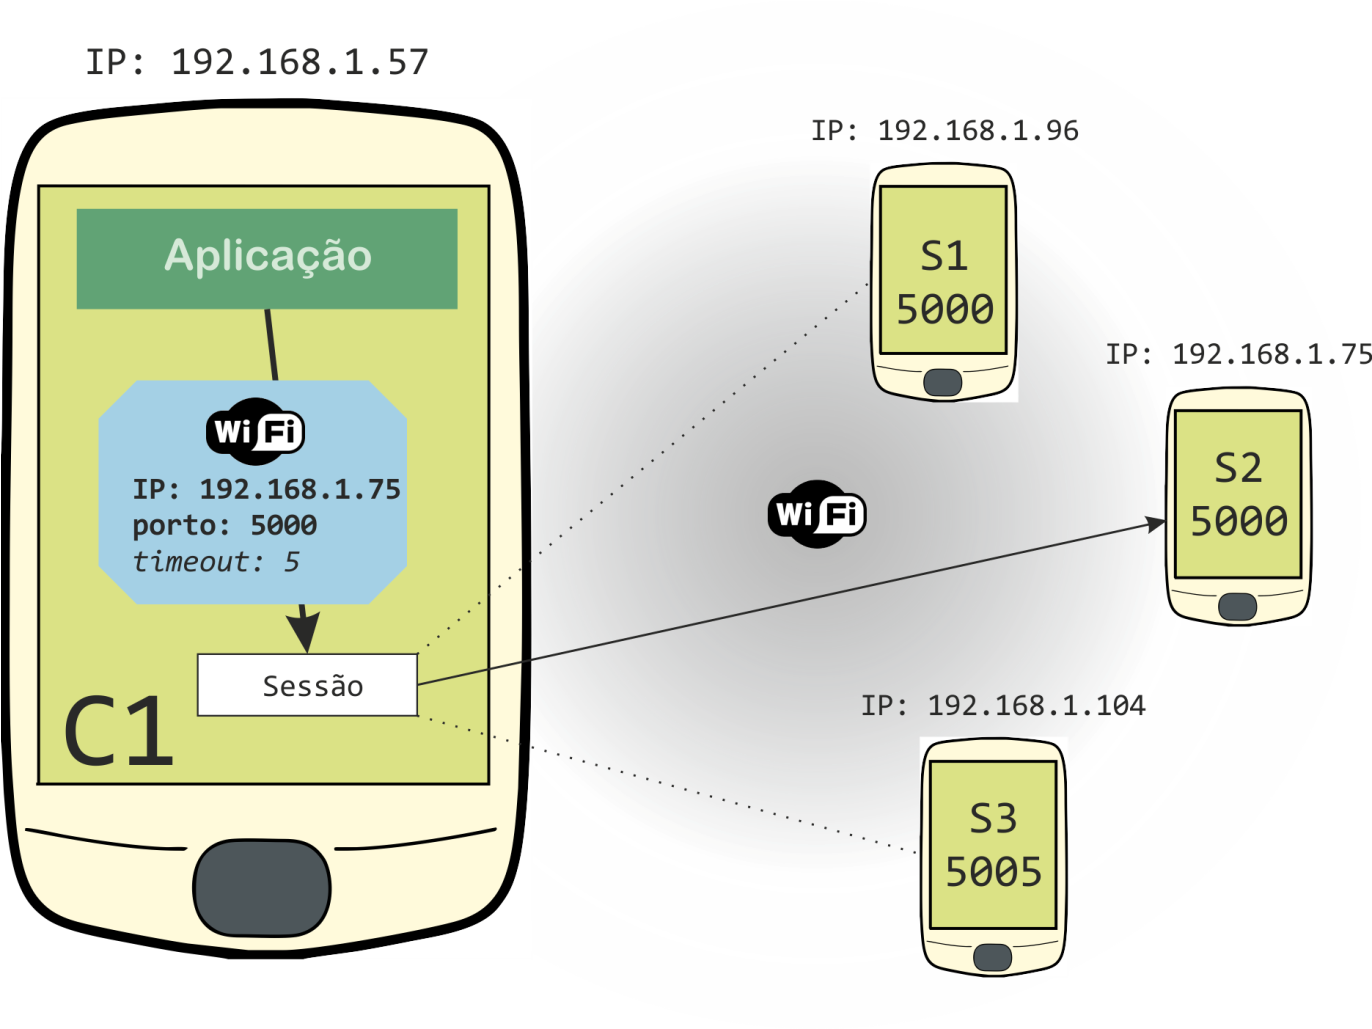 IP: 192.168.1.57
Aplicação
Wi Fi
IP: 192.168.1.75
porto: 5000
timeout: 5
Sessão
C1
Wi Fi
IP: 192.168.1.96
S1
5000
IP: 192.168.1.75
S2
5000
IP: 192.168.1.104
S3
5005